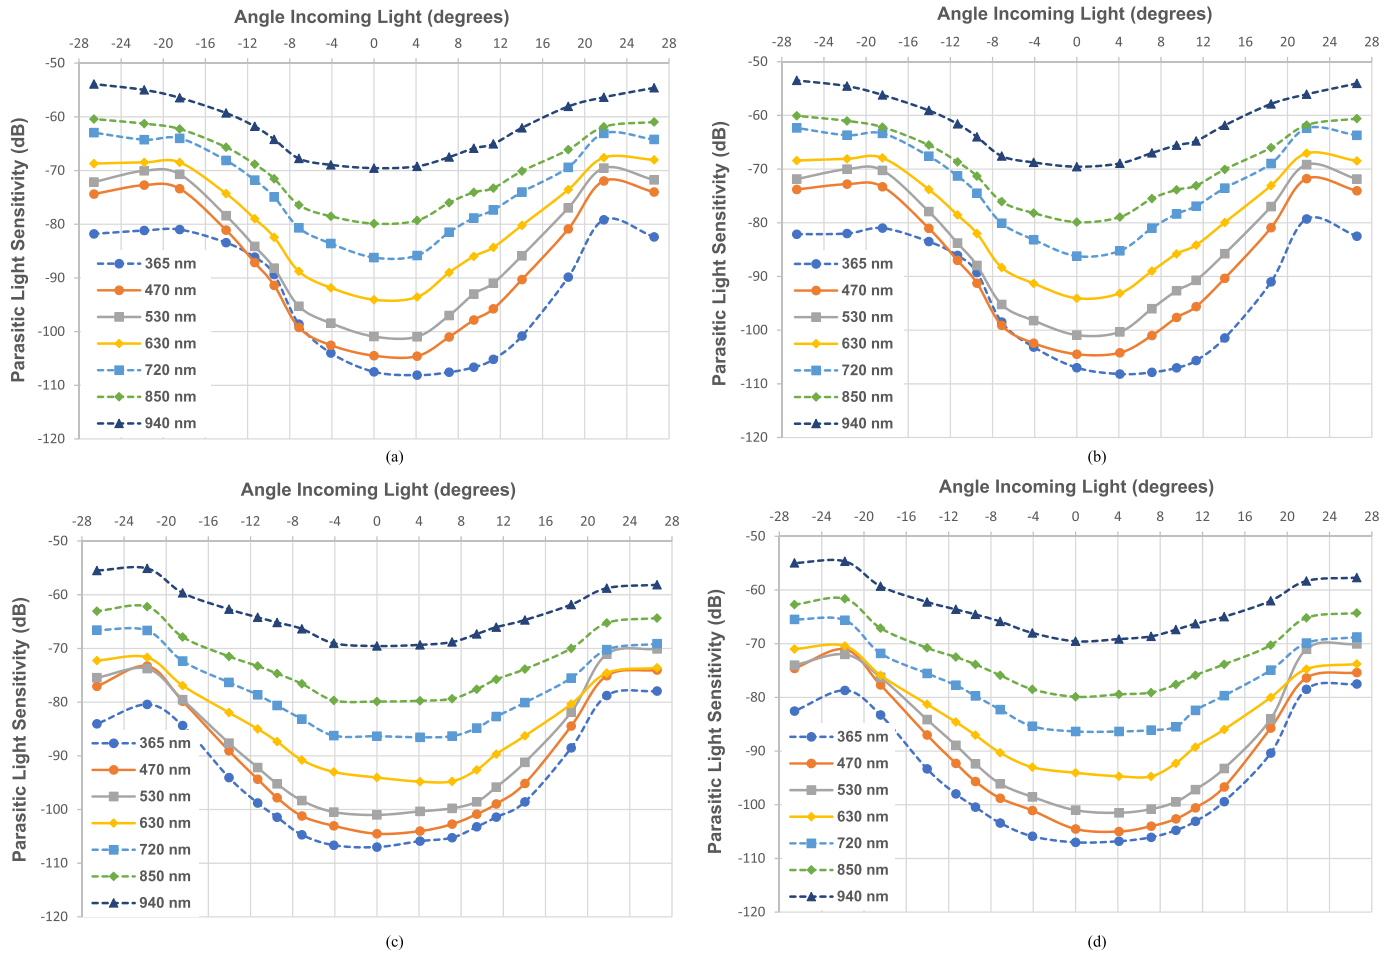 Angle Incoming Light (degrees)
-28 -24 -20 -16 -12 -8 -4 0 4 8 12 16 20 24 28
Parasitic Light Sensitivity (dB)
-50
-60
-70
-80
-90
-100
-110
-120
365 nm
470 nm
530 nm
630 nm
720 nm
850 nm
940 nm
(a)
Angle Incoming Light (degrees)
-28 -24 -20 -16 -12 -8 -4 0 4 8 12 16 20 24 28
Parasitic Light Sensitivity (dB)
-50
-60
-70
-80
-90
-100
-110
-120
365 nm
470 nm
530 nm
630 nm
720 nm
850 nm
940 nm
(b)
Angle Incoming Light (degrees)
-28 -24 -20 -16 -12 -8 -4 0 4 8 12 16 20 24 28
Parasitic Light Sensitivity (dB)
-50
-60
-70
-80
-90
-100
-110
-120
365 nm
470 nm
530 nm
630 nm
720 nm
850 nm
940 nm
(c)
Angle Incoming Light (degrees)
-28 -24 -20 -16 -12 -8 -4 0 4 8 12 16 20 24 28
Parasitic Light Sensitivity (dB)
-50
-60
-70
-80
-90
-100
-110
-120
365 nm
470 nm
530 nm
630 nm
720 nm
850 nm
940 nm
(d)